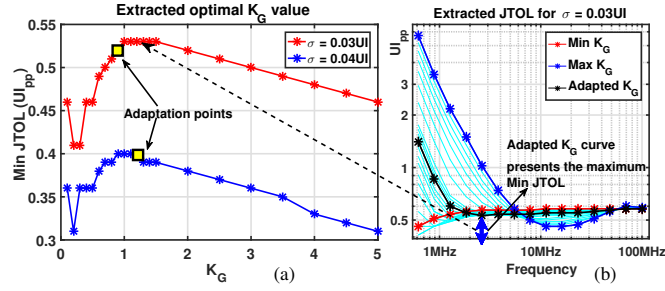 Extracted optimal K_G value
Min JTOL (UI_pp)
0.55
0.5
0.45
0.4
0.35
0.3
σ = 0.03UI
σ = 0.04UI
Adaptation points
0 1 2 3 4 5
K_G
(a)
Extracted JTOL for σ = 0.03UI
UI_pp
5
2
1
0.5
Min K_G
Max K_G
Adapted K_G
Adapted K_G curve
presents the maximum
Min JTOL
1MHz 10MHz 100MHz
Frequency
(b)